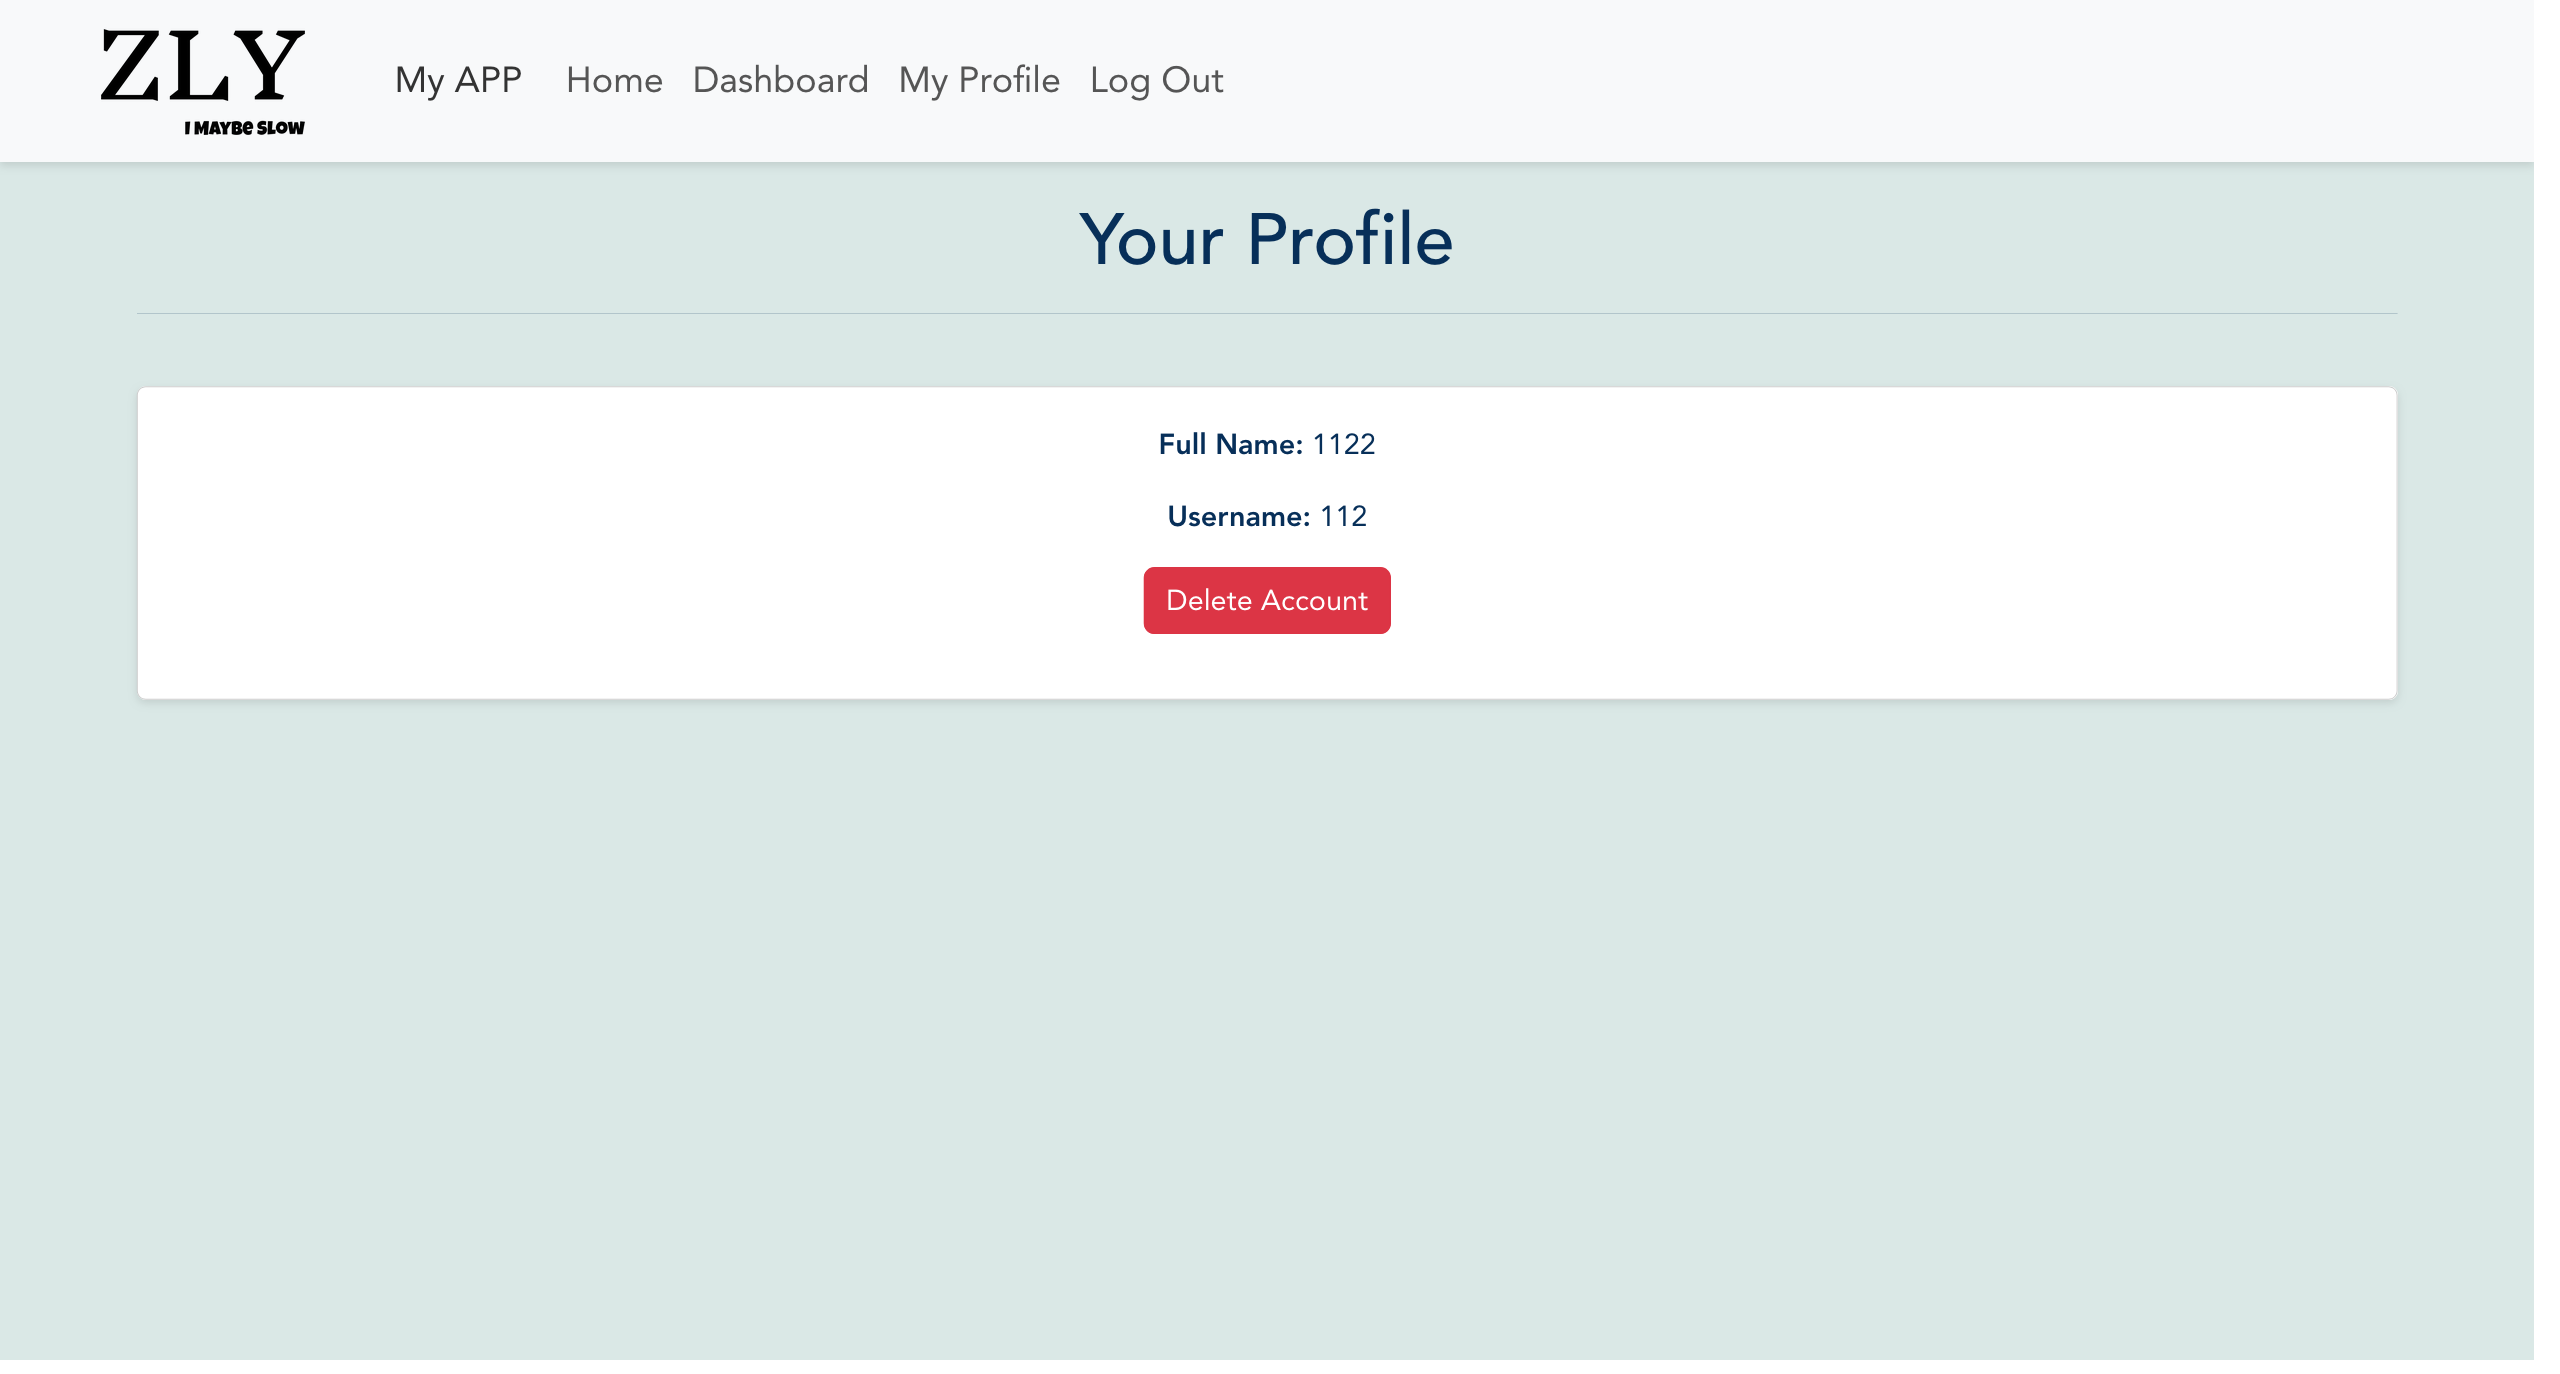 ZLY
I MAYBE SLOW
My APP Home Dashboard My Profile Log Out
Your Profile
Full Name: 1122
Username: 112
Delete Account